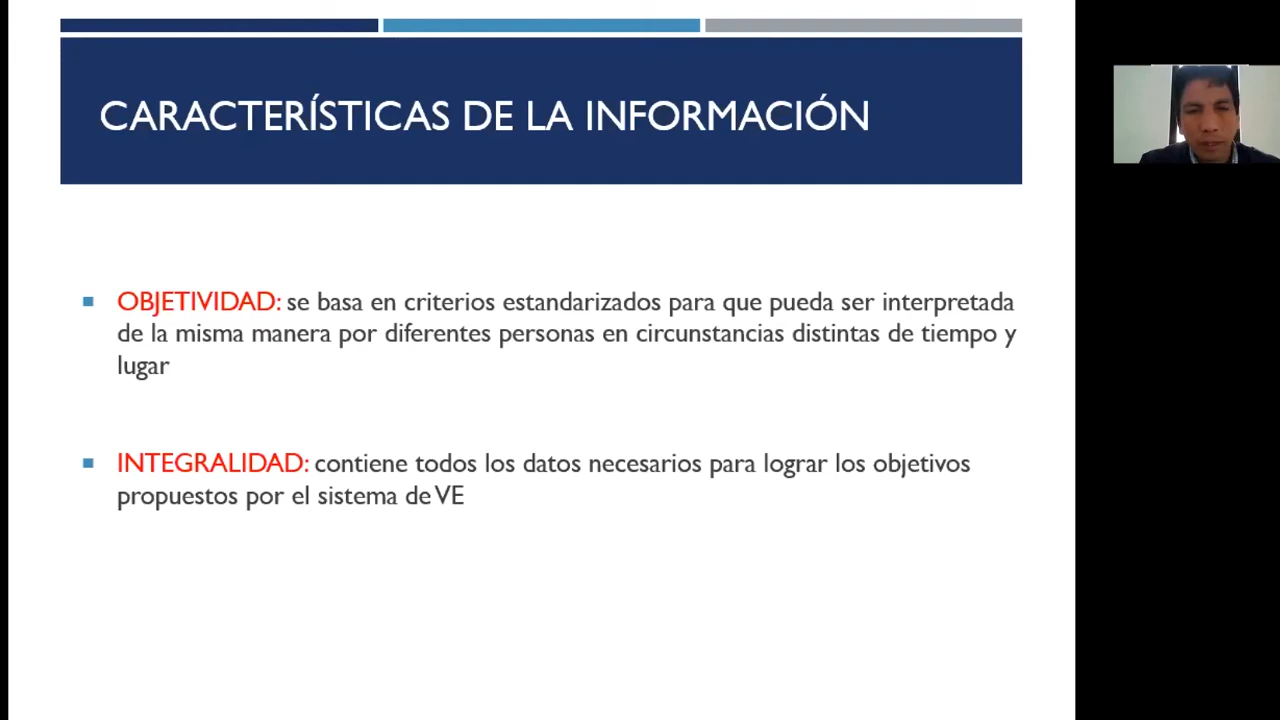 CARACTERÍSTICAS DE LA INFORMACIÓN
OBJETIVIDAD: se basa en criterios estandarizados para que pueda ser interpretada
de la misma manera por diferentes personas en circunstancias distintas de tiempo y
lugar
INTEGRALIDAD: contiene todos los datos necesarios para lograr los objetivos
propuestos por el sistema de VE